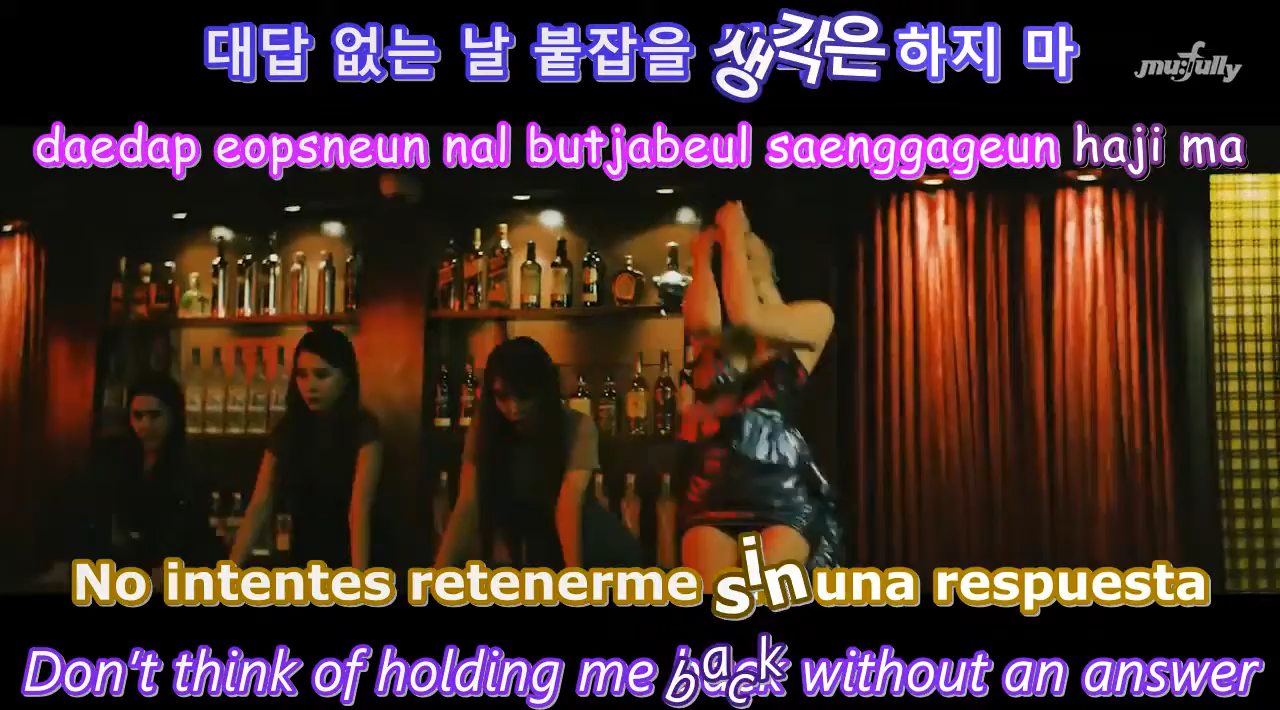 대답 없는 날 붙잡을 생각은 하지 마
mu:fully
daedap eopsneun nal butjabeul saenggageun haji ma
No intentes retenerme sin una respuesta
Don't think of holding me back without an answer